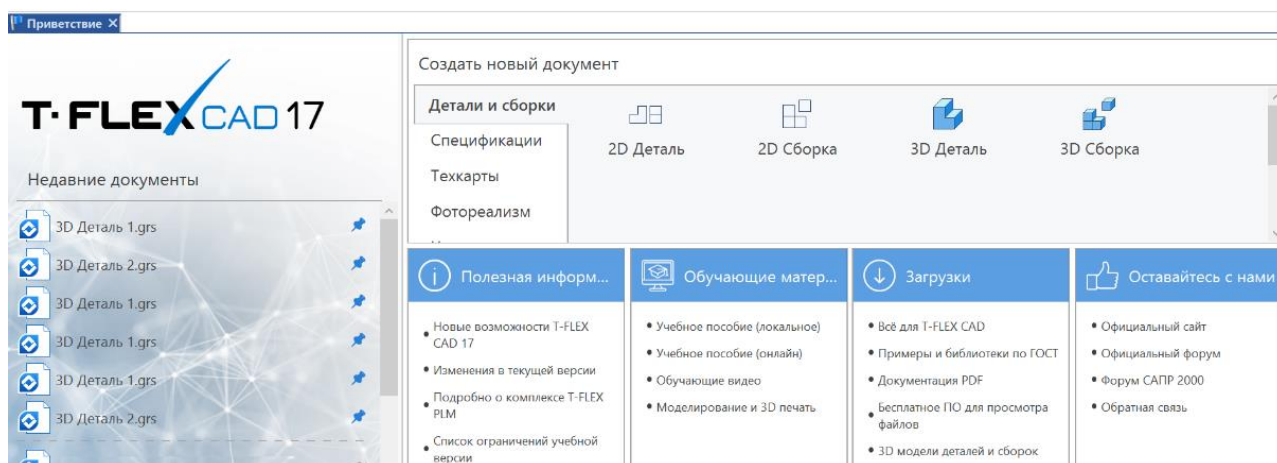 Приветствие
T-FLEX CAD 17
Недавние документы
3D Деталь 1.grs
3D Деталь 2.grs
3D Деталь 1.grs
3D Деталь 1.grs
3D Деталь 1.grs
3D Деталь 2.grs
Создать новый документ
Детали и сборки
Спецификации
Техкарты
Фотореализм
2D Деталь
2D Сборка
3D Деталь
3D Сборка
Полезная информ...
Новые возможности T-FLEX
CAD 17
Изменения в текущей версии
Подробно о комплексе T-FLEX
PLM
Список ограничений учебной
версии
Обучающие матер...
Учебное пособие (локальное)
Учебное пособие (онлайн)
Обучающие видео
Моделирование и 3D печать
Загрузки
Всё для T-FLEX CAD
Примеры и библиотеки по ГОСТ
Документация PDF
Бесплатное ПО для просмотра
файлов
3D модели деталей и сборок
Оставайтесь с нами
Официальный сайт
Официальный форум
Форум САПР 2000
Обратная связь